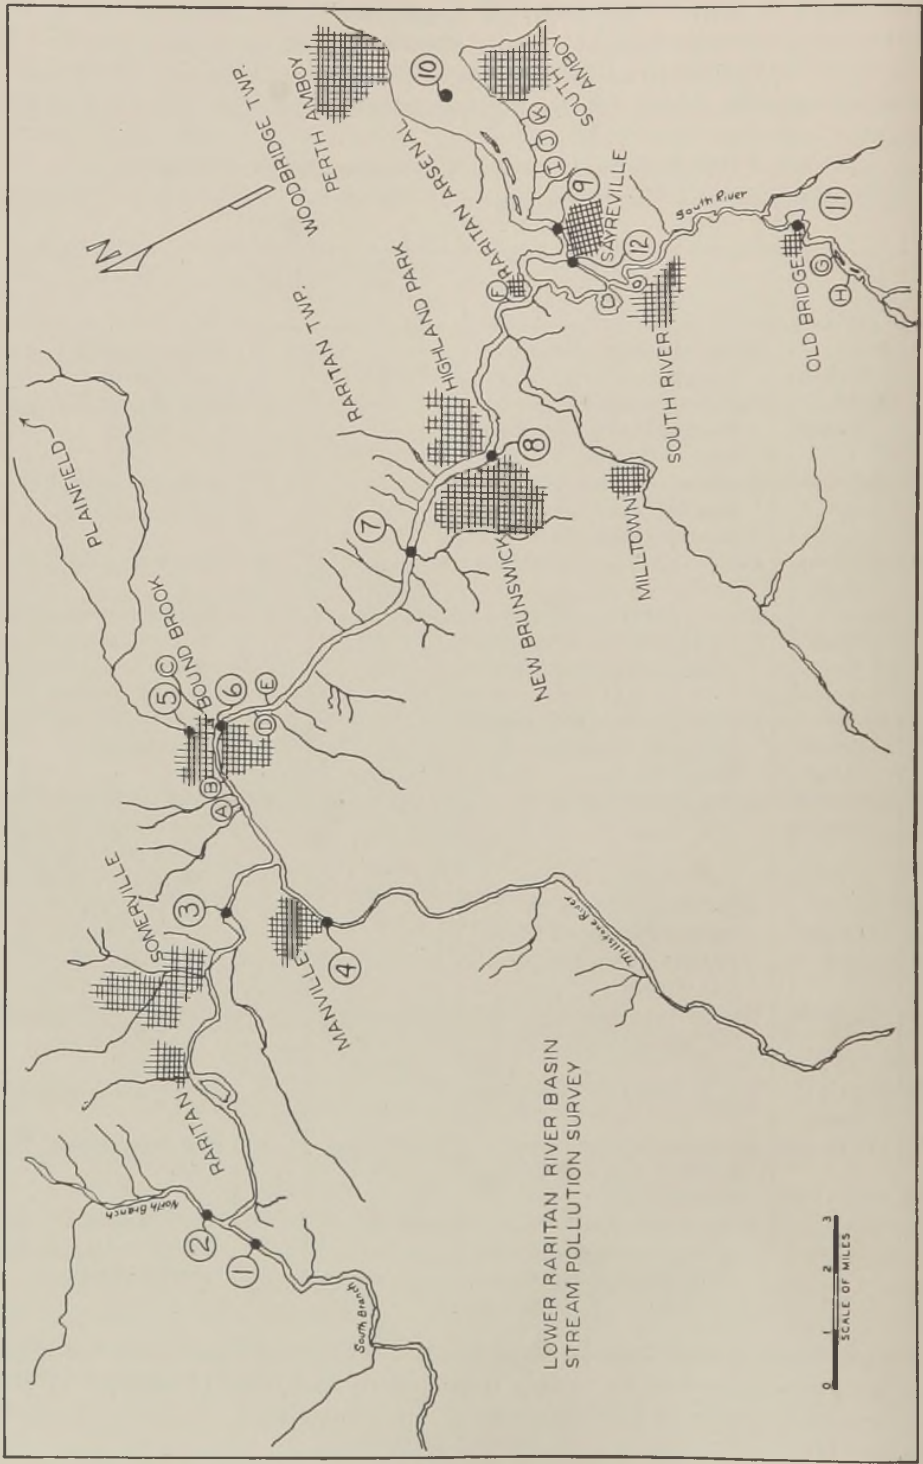 LOWER RARITAN RIVER BASIN
STREAM POLLUTION SURVEY
0 1 2 3
SCALE OF MILES
N
South Branch
North Branch
1
2
RARITAN
SOMERVILLE
3
MANVILLE
4
Millstone River
A
B
5
C
BOUND BROOK
6
D
E
PLAINFIELD
7
NEW BRUNSWICK
8
HIGHLAND PARK
RARITAN TWP.
MILLTOWN
SOUTH RIVER
F
RARITAN ARSENAL
WOODBRIDGE TWP.
PERTH AMBOY
SAYREVILLE
9
12
I
J
K
10
SOUTH
AMBOY
South River
OLD BRIDGE
G
H
11